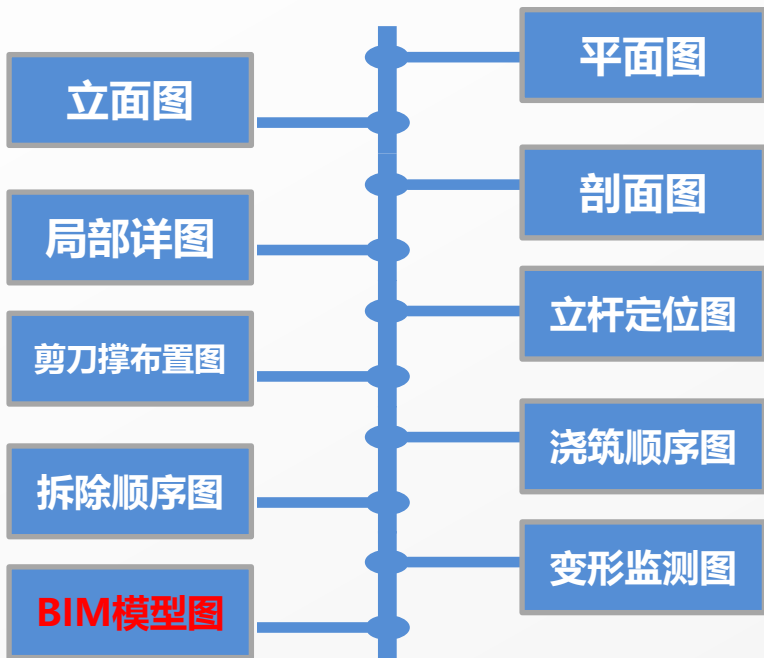 平面图
立面图
剖面图
局部详图
立杆定位图
剪刀撑布置图
浇筑顺序图
拆除顺序图
变形监测图
BIM模型图